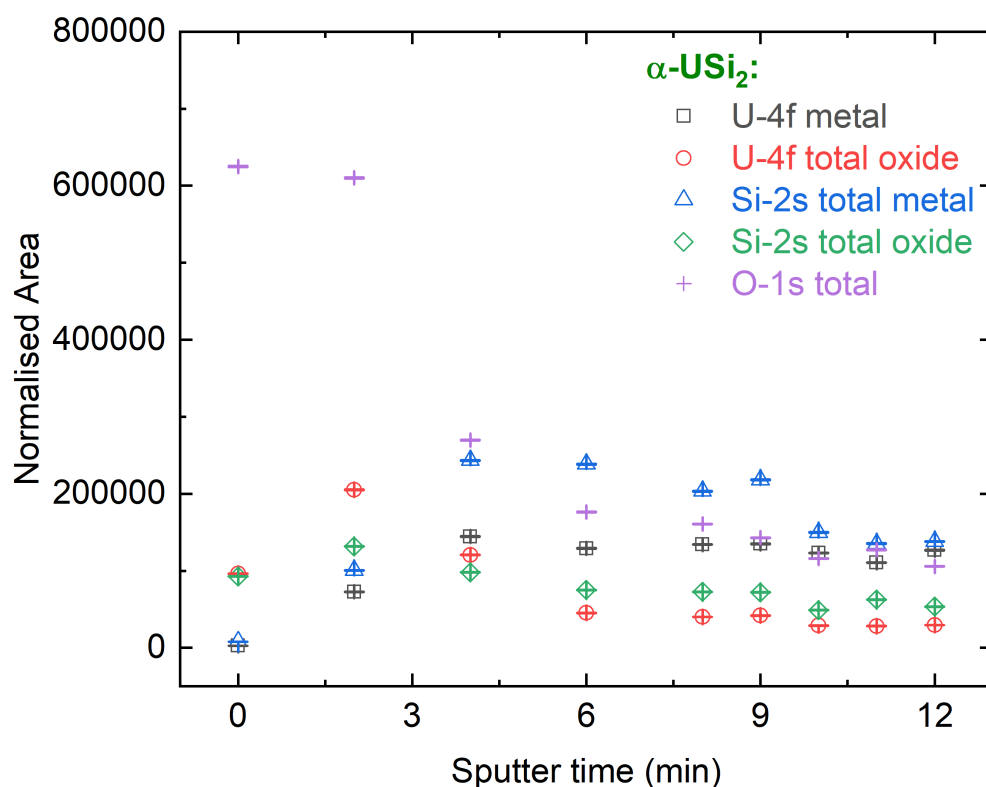 800000
600000
400000
200000
0
Normalised Area
α-USi₂:
U-4f metal
U-4f total oxide
Si-2s total metal
Si-2s total oxide
O-1s total
0 3 6 9 12
Sputter time (min)